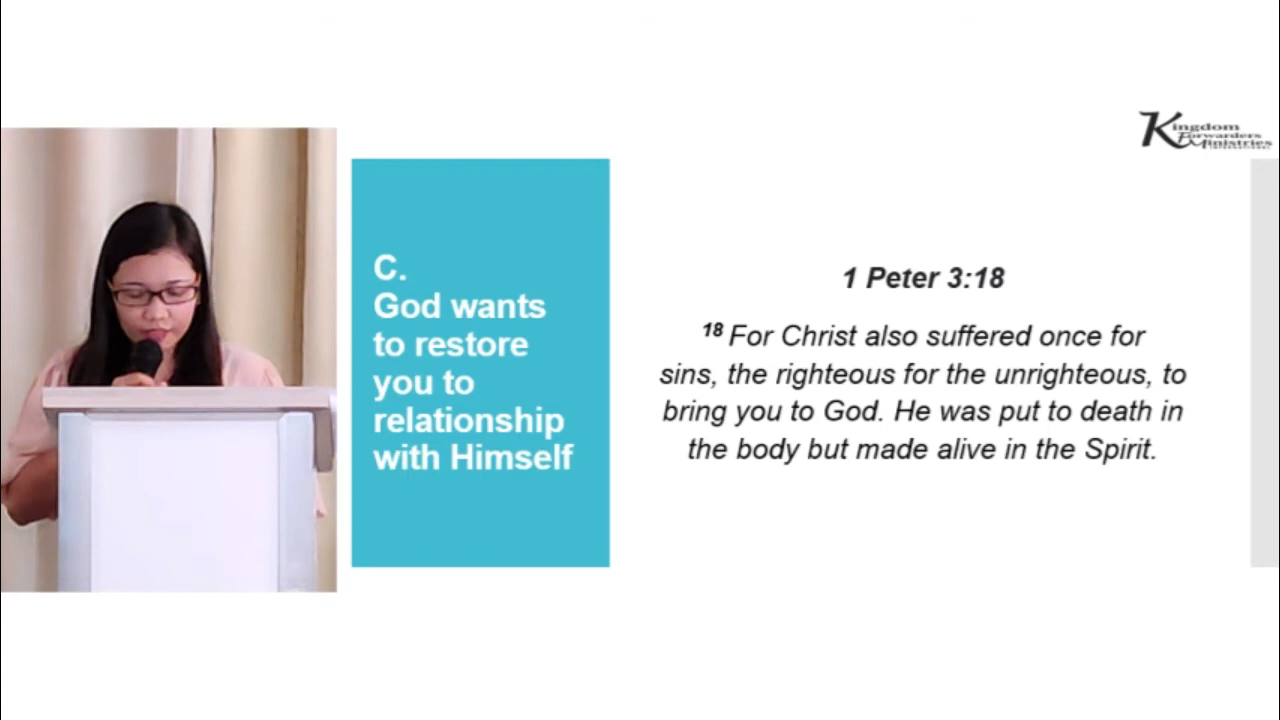 Kingdom
Forwarders
Ministries
INTERNATIONAL
C.
God wants
to restore
you to
relationship
with Himself
1 Peter 3:18
18 For Christ also suffered once for
sins, the righteous for the unrighteous, to
bring you to God. He was put to death in
the body but made alive in the Spirit.